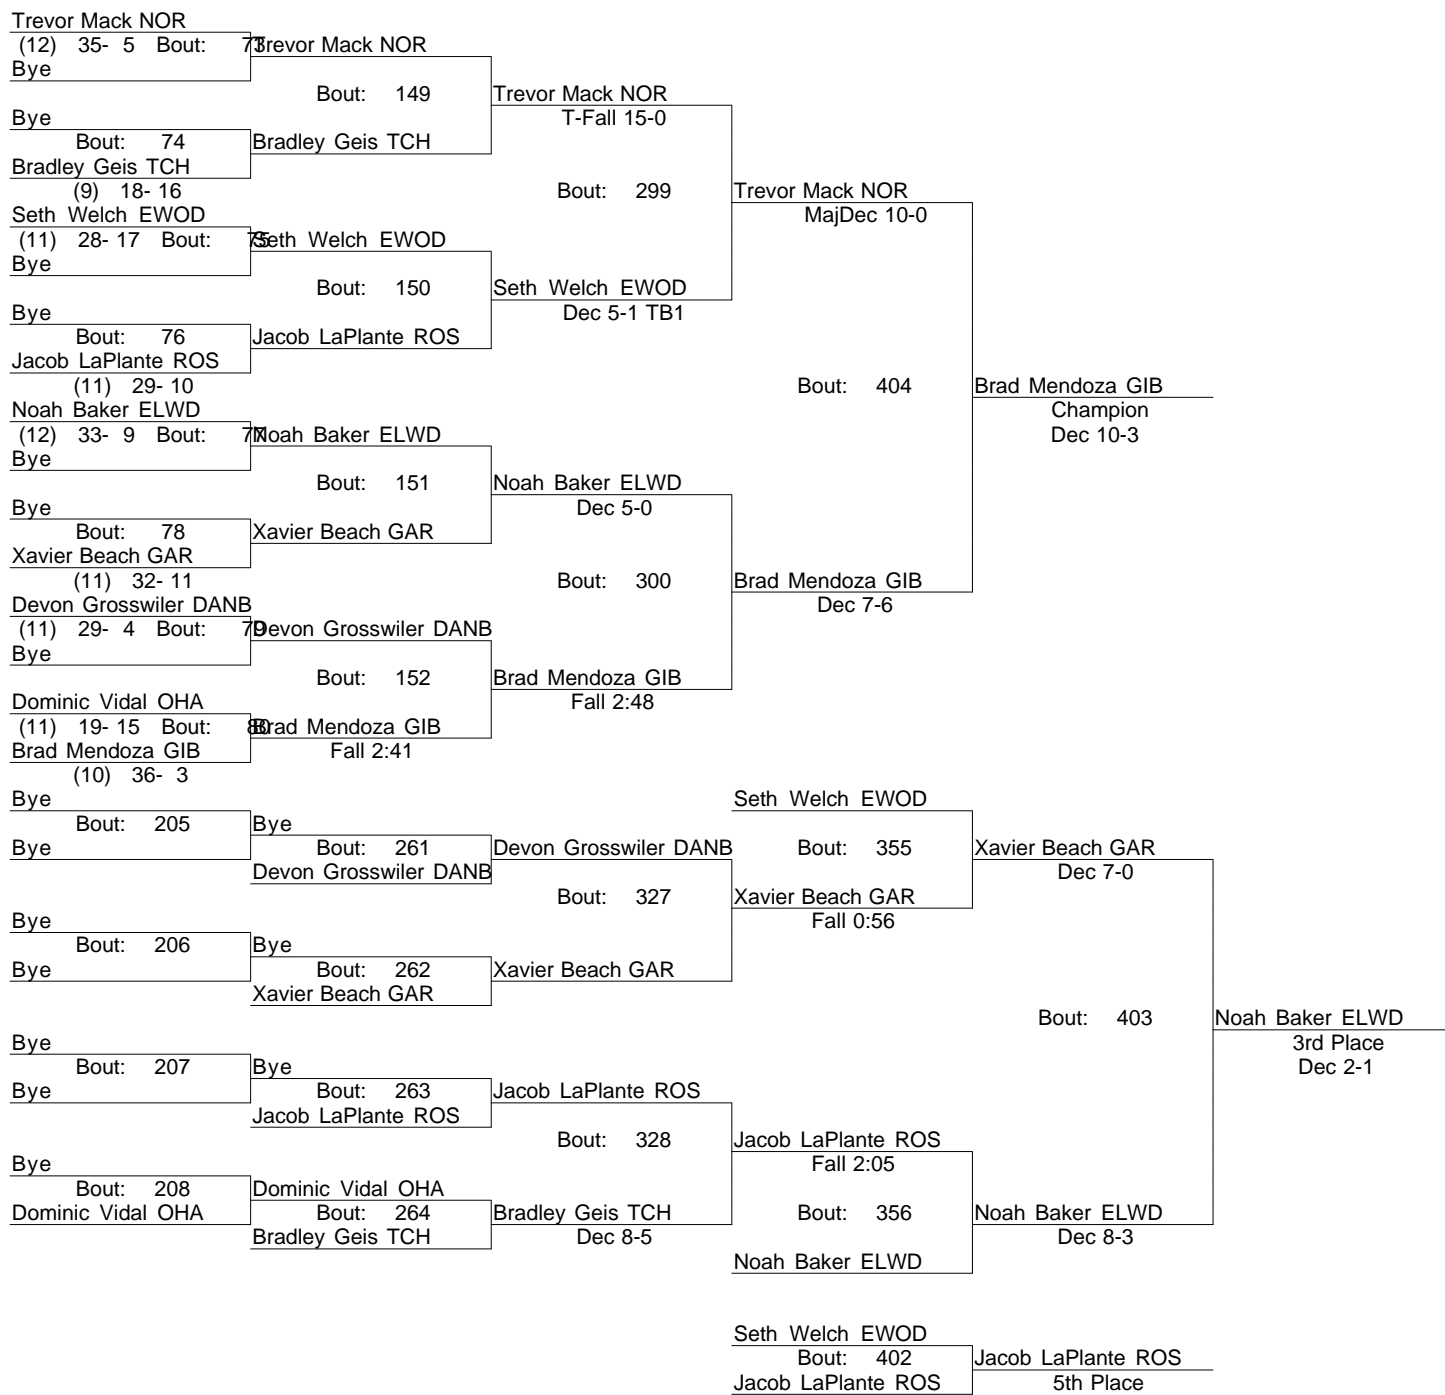 Trevor Mack NOR
(12) 35- 5 Bout: 73
Trevor Mack NOR
Bye
Bout: 149
Trevor Mack NOR
T-Fall 15-0
Bye
Bout: 74
Bradley Geis TCH
Bradley Geis TCH
(9) 18- 16
Bout: 299
Trevor Mack NOR
MajDec 10-0
Seth Welch EWOD
(11) 28- 17 Bout: 75
Seth Welch EWOD
Bye
Bout: 150
Seth Welch EWOD
Dec 5-1 TB1
Bye
Bout: 76
Jacob LaPlante ROS
Jacob LaPlante ROS
(11) 29- 10
Bout: 404
Brad Mendoza GIB
Champion
Dec 10-3
Noah Baker ELWD
(12) 33- 9 Bout: 77
Noah Baker ELWD
Bye
Bout: 151
Noah Baker ELWD
Dec 5-0
Bye
Bout: 78
Xavier Beach GAR
Xavier Beach GAR
(11) 32- 11
Bout: 300
Brad Mendoza GIB
Dec 7-6
Devon Grosswiler DANB
(11) 29- 4 Bout: 79
Devon Grosswiler DANB
Bye
Bout: 152
Brad Mendoza GIB
Fall 2:48
Dominic Vidal OHA
(11) 19- 15 Bout: 80
Brad Mendoza GIB
Brad Mendoza GIB
Fall 2:41
(10) 36- 3
Bye
Seth Welch EWOD
Bout: 205
Bye
Bye
Bout: 261
Devon Grosswiler DANB
Bout: 355
Xavier Beach GAR
Devon Grosswiler DANB
Dec 7-0
Bout: 327
Xavier Beach GAR
Fall 0:56
Bye
Bout: 206
Bye
Bye
Bout: 262
Xavier Beach GAR
Xavier Beach GAR
Bout: 403
Noah Baker ELWD
3rd Place
Dec 2-1
Bye
Bout: 207
Bye
Bye
Bout: 263
Jacob LaPlante ROS
Jacob LaPlante ROS
Bout: 328
Jacob LaPlante ROS
Fall 2:05
Bye
Bout: 208
Dominic Vidal OHA
Dominic Vidal OHA
Bout: 264
Bradley Geis TCH
Bout: 356
Noah Baker ELWD
Bradley Geis TCH
Dec 8-5
Dec 8-3
Noah Baker ELWD
Seth Welch EWOD
Bout: 402
Jacob LaPlante ROS
Jacob LaPlante ROS
5th Place